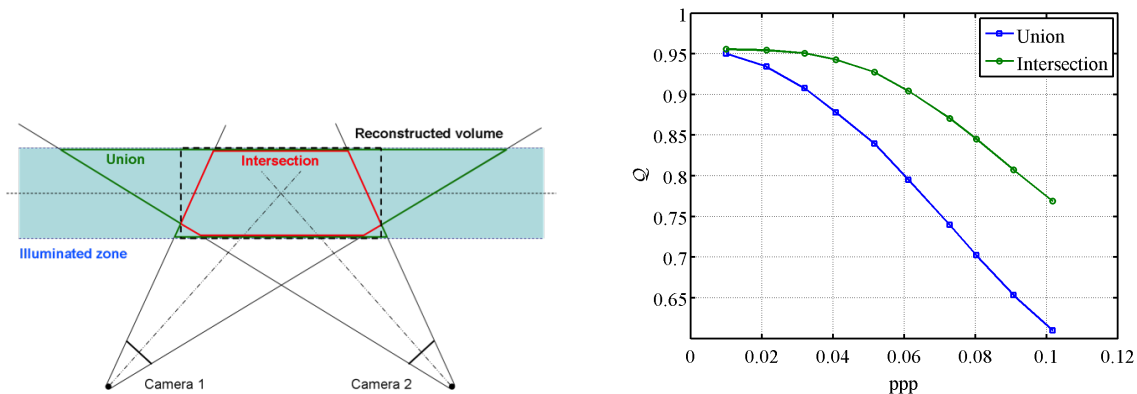 Reconstructed volume
Union
Intersection
Illuminated zone
Camera 1
Camera 2
1
0.95
0.9
0.85
0.8
0.75
0.7
0.65
Q
0
0.02
0.04
0.06
0.08
0.1
0.12
ppp
Union
Intersection